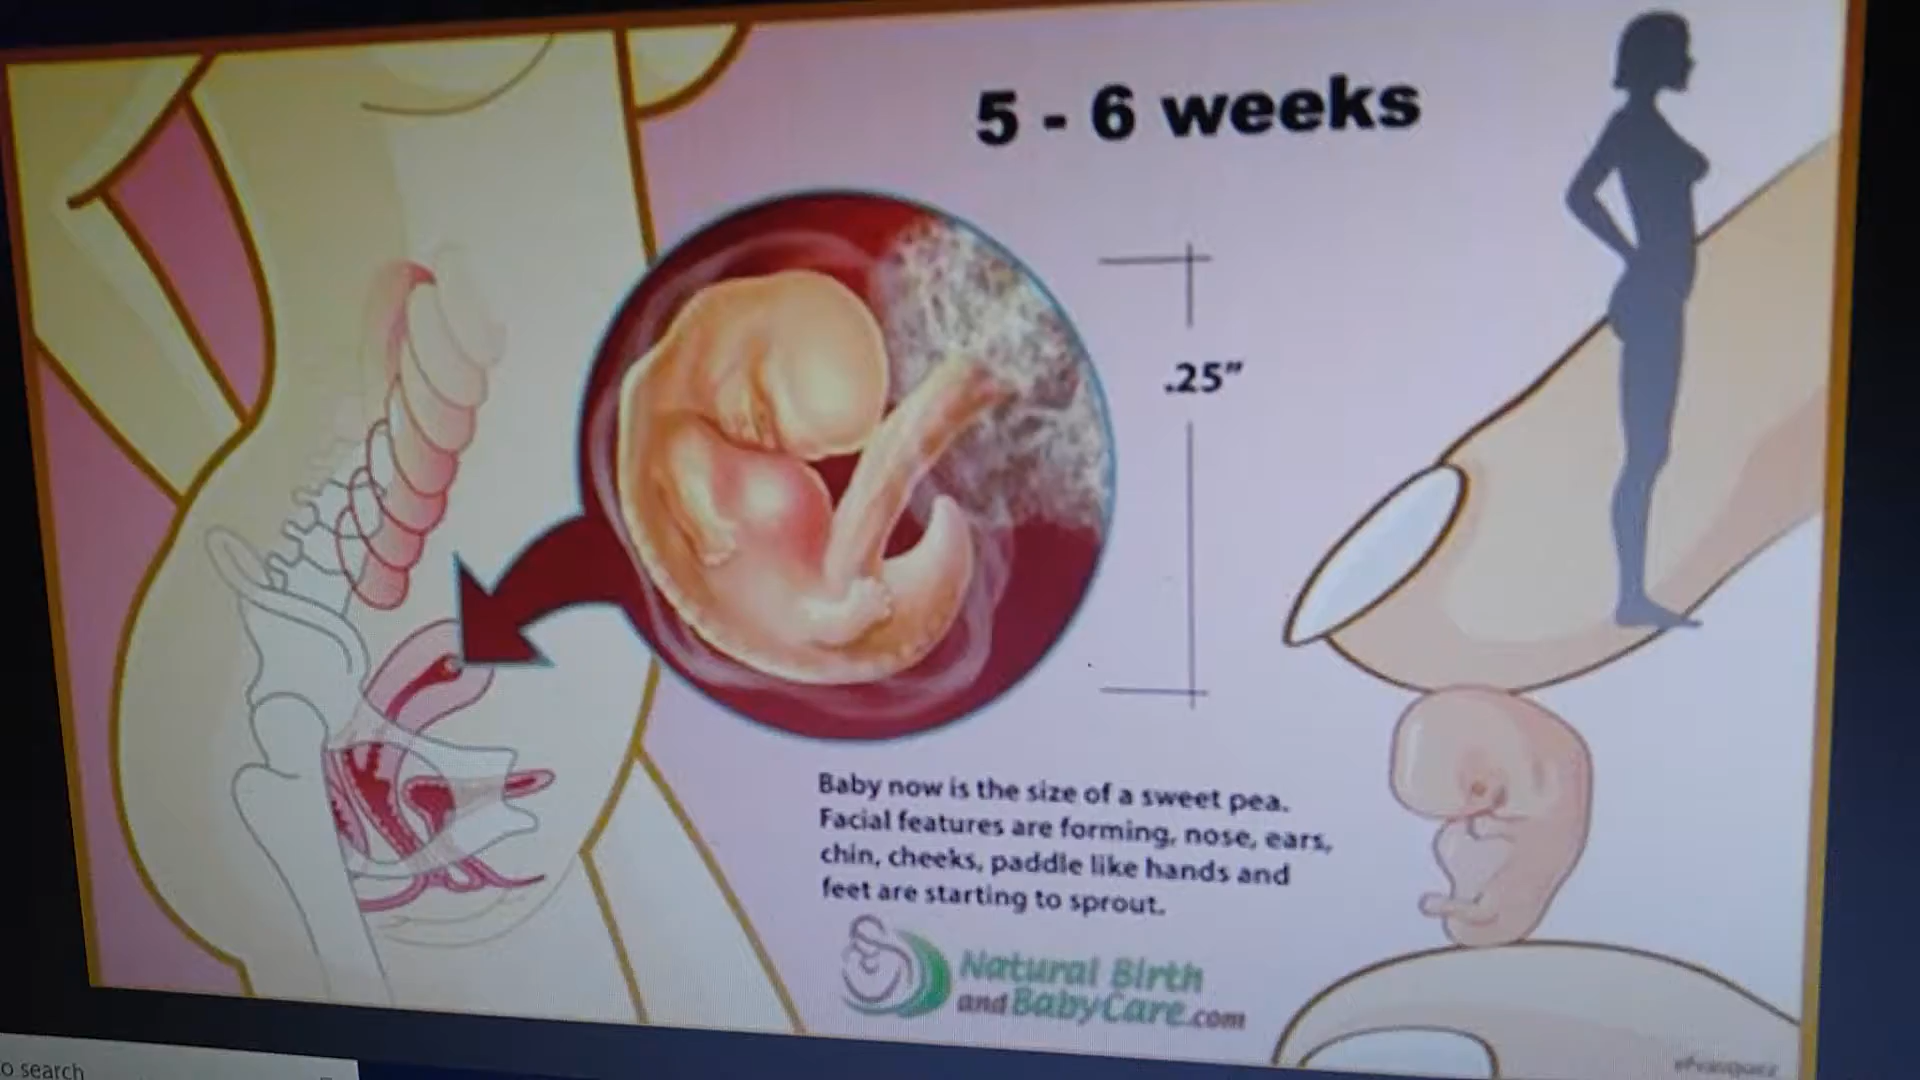 5 - 6 weeks
.25"
Baby now is the size of a sweet pea.
Facial features are forming, nose, ears,
chin, cheeks, paddle like hands and
feet are starting to sprout.
Natural Birth
and BabyCare.com
o search